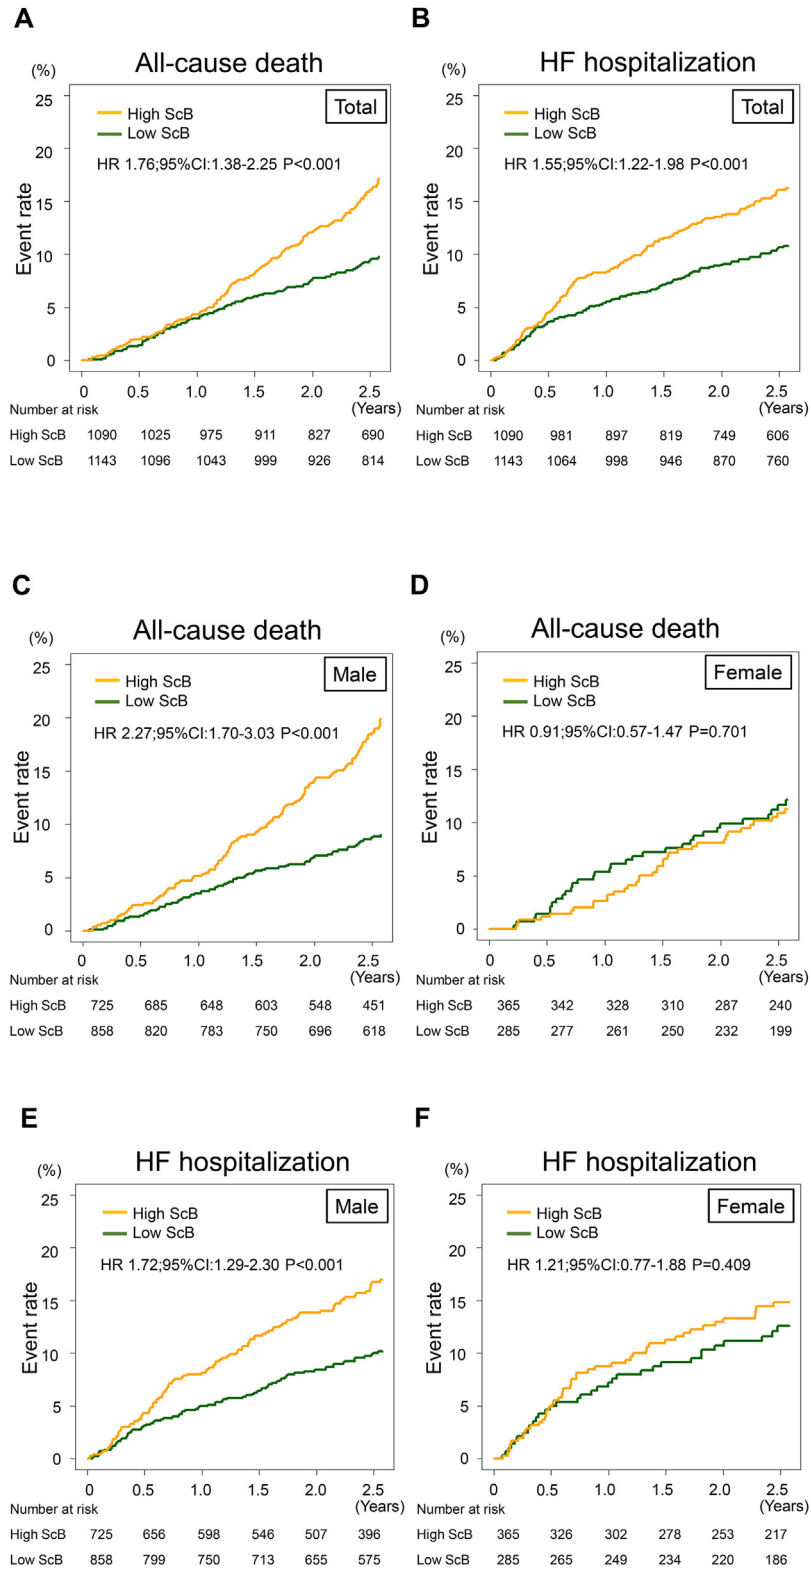 A
All-cause death
(%)
25
20
15
10
5
0
Event rate
High ScB
Low ScB
Total
HR 1.76;95%CI:1.38-2.25 P<0.001
0 0.5 1.0 1.5 2.0 2.5
(Years)
Number at risk
High ScB 1090 1025 975 911 827 690
Low ScB 1143 1096 1043 999 926 814
B
HF hospitalization
(%)
25
20
15
10
5
0
Event rate
High ScB
Low ScB
Total
HR 1.55;95%CI:1.22-1.98 P<0.001
0 0.5 1.0 1.5 2.0 2.5
(Years)
Number at risk
High ScB 1090 981 897 819 749 606
Low ScB 1143 1064 998 946 870 760
C
All-cause death
(%)
25
20
15
10
5
0
Event rate
High ScB
Low ScB
Male
HR 2.27;95%CI:1.70-3.03 P<0.001
0 0.5 1.0 1.5 2.0 2.5
(Years)
Number at risk
High ScB 725 685 648 603 548 451
Low ScB 858 820 783 750 696 618
D
All-cause death
(%)
25
20
15
10
5
0
Event rate
High ScB
Low ScB
Female
HR 0.91;95%CI:0.57-1.47 P=0.701
0 0.5 1.0 1.5 2.0 2.5
(Years)
Number at risk
High ScB 365 342 328 310 287 240
Low ScB 285 277 261 250 232 199
E
HF hospitalization
(%)
25
20
15
10
5
0
Event rate
High ScB
Low ScB
Male
HR 1.72;95%CI:1.29-2.30 P<0.001
0 0.5 1.0 1.5 2.0 2.5
(Years)
Number at risk
High ScB 725 656 598 546 507 396
Low ScB 858 799 750 713 655 575
F
HF hospitalization
(%)
25
20
15
10
5
0
Event rate
High ScB
Low ScB
Female
HR 1.21;95%CI:0.77-1.88 P=0.409
0 0.5 1.0 1.5 2.0 2.5
(Years)
Number at risk
High ScB 365 326 302 278 253 217
Low ScB 285 265 249 234 220 186